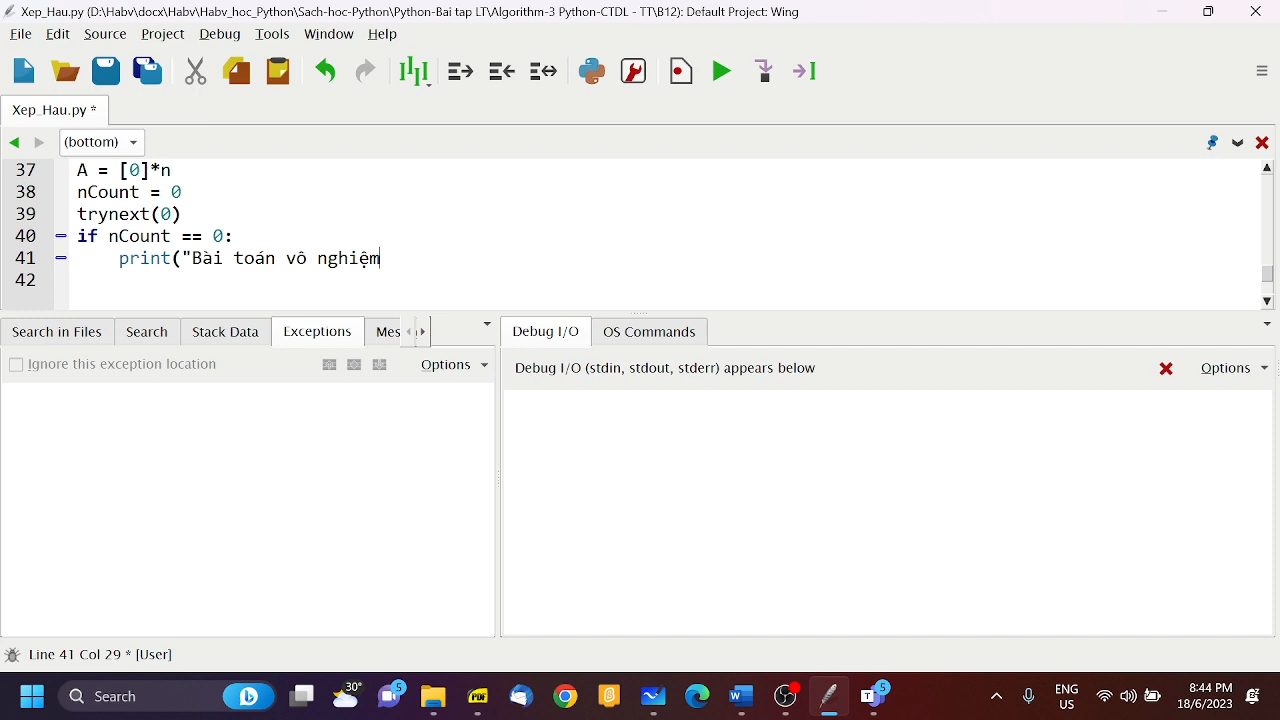 Xep_Hau.py (D:\Habv\docx\Habv\Habv_hoc_Python\Sach-hoc-Python\Python-Bai tap LT\Algorithm-3 Python-CTDL - TT\B12): Default Project: Wing
File Edit Source Project Debug Tools Window Help
Xep_Hau.py *
(bottom)
37 A = [0]*n
38 nCount = 0
39 trynext(0)
40 if nCount == 0:
41 print("Bài toán vô nghiệm
42
Search in Files Search Stack Data Exceptions Mes Debug I/O OS Commands
Ignore this exception location Options Debug I/O (stdin, stdout, stderr) appears below Options
Line 41 Col 29 * [User]
Search 30° 5 PDF 5 ENG US 8:44 PM 18/6/2023